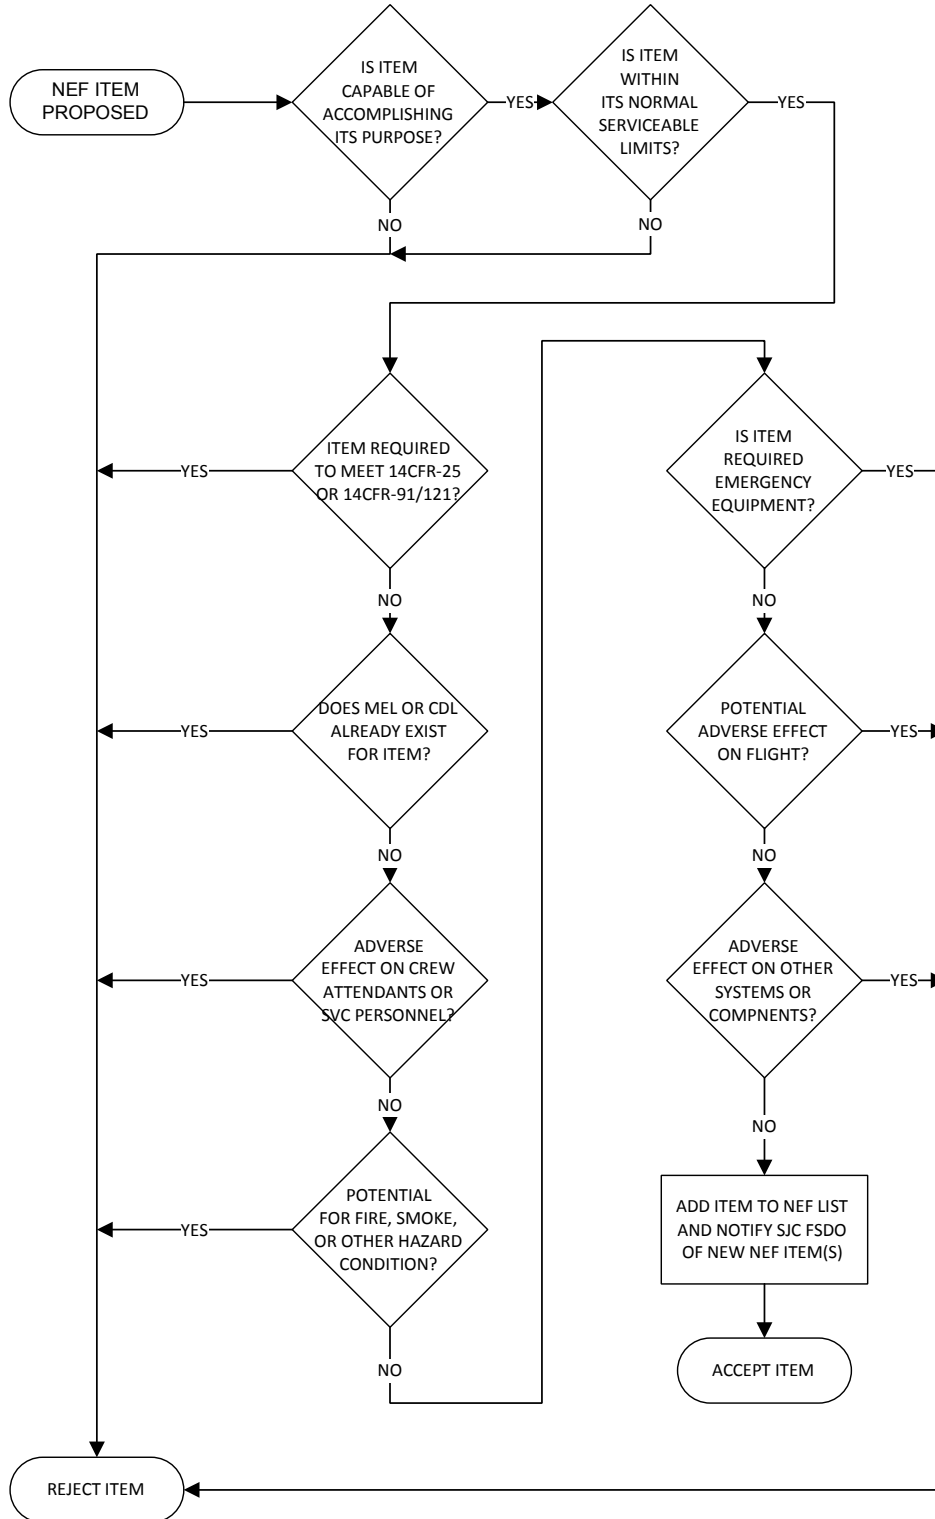 NEF ITEM
PROPOSED
IS ITEM
CAPABLE OF
ACCOMPLISHING
ITS PURPOSE?
YES
IS ITEM
WITHIN
ITS NORMAL
SERVICEABLE
LIMITS?
YES
NO
NO
ITEM REQUIRED
TO MEET 14CFR-25
OR 14CFR-91/121?
YES
NO
DOES MEL OR CDL
ALREADY EXIST
FOR ITEM?
YES
NO
ADVERSE
EFFECT ON CREW
ATTENDANTS OR
SVC PERSONNEL?
YES
NO
POTENTIAL
FOR FIRE, SMOKE,
OR OTHER HAZARD
CONDITION?
YES
NO
IS ITEM
REQUIRED
EMERGENCY
EQUIPMENT?
YES
NO
POTENTIAL
ADVERSE EFFECT
ON FLIGHT?
YES
NO
ADVERSE
EFFECT ON OTHER
SYSTEMS OR
COMPNENTS?
YES
NO
ADD ITEM TO NEF LIST
AND NOTIFY SJC FSDO
OF NEW NEF ITEM(S)
ACCEPT ITEM
REJECT ITEM